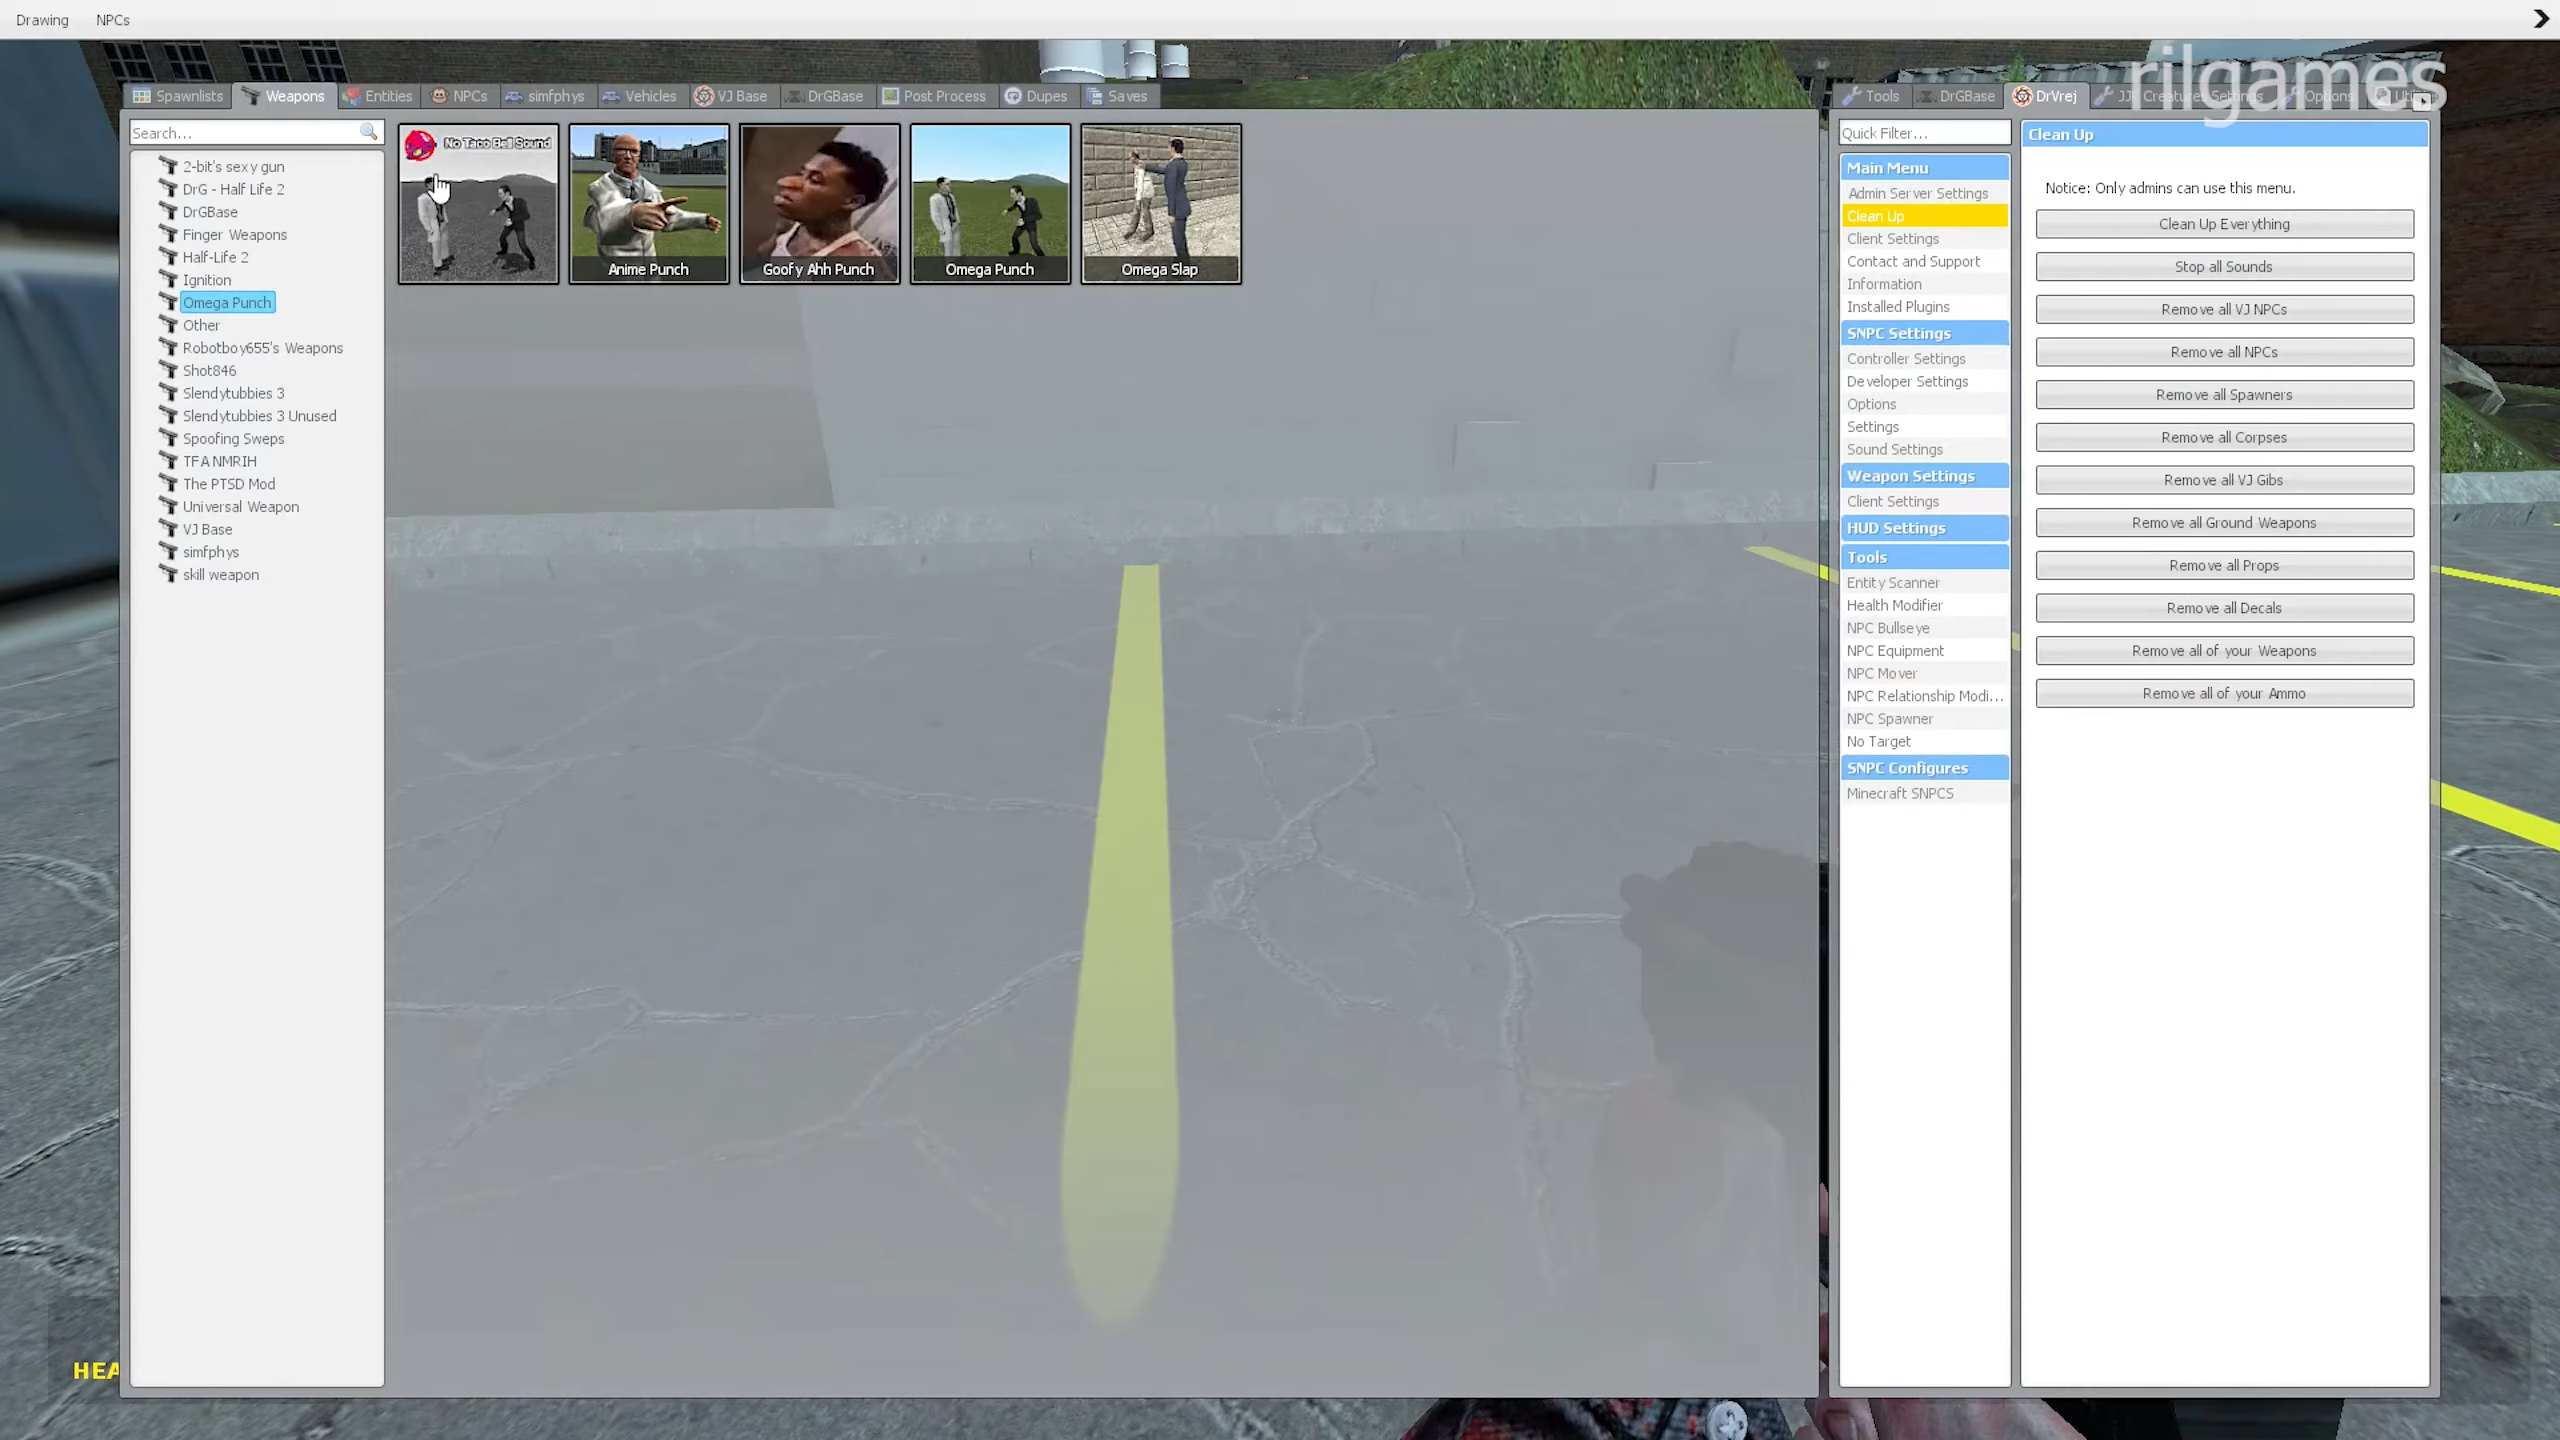 Drawing NPCs
rilgames
Spawnlists Weapons Entities NPCs simfphys Vehicles VJ Base DrGBase Post Process Dupes Saves
Tools DrGBase DrVrej JJK Creatures Settings Options
Search...
2-bit's sexy gun
DrG - Half Life 2
DrGBase
Finger Weapons
Half-Life 2
Ignition
Omega Punch
Other
Robotboy655's Weapons
Shot846
Slendytubbies 3
Slendytubbies 3 Unused
Spoofing Sweps
TFA NMRIH
The PTSD Mod
Universal Weapon
VJ Base
simfphys
skill weapon
No Taco Bell Sound
Anime Punch
Goofy Ahh Punch
Omega Punch
Omega Slap
Quick Filter...
Main Menu
Admin Server Settings
Clean Up
Client Settings
Contact and Support
Information
Installed Plugins
SNPC Settings
Controller Settings
Developer Settings
Options
Settings
Sound Settings
Weapon Settings
Client Settings
HUD Settings
Tools
Entity Scanner
Health Modifier
NPC Bullseye
NPC Equipment
NPC Mover
NPC Relationship Modi...
NPC Spawner
No Target
SNPC Configures
Minecraft SNPCS
Clean Up
Notice: Only admins can use this menu.
Clean Up Everything
Stop all Sounds
Remove all VJ NPCs
Remove all NPCs
Remove all Spawners
Remove all Corpses
Remove all VJ Gibs
Remove all Ground Weapons
Remove all Props
Remove all Decals
Remove all of your Weapons
Remove all of your Ammo
HEA